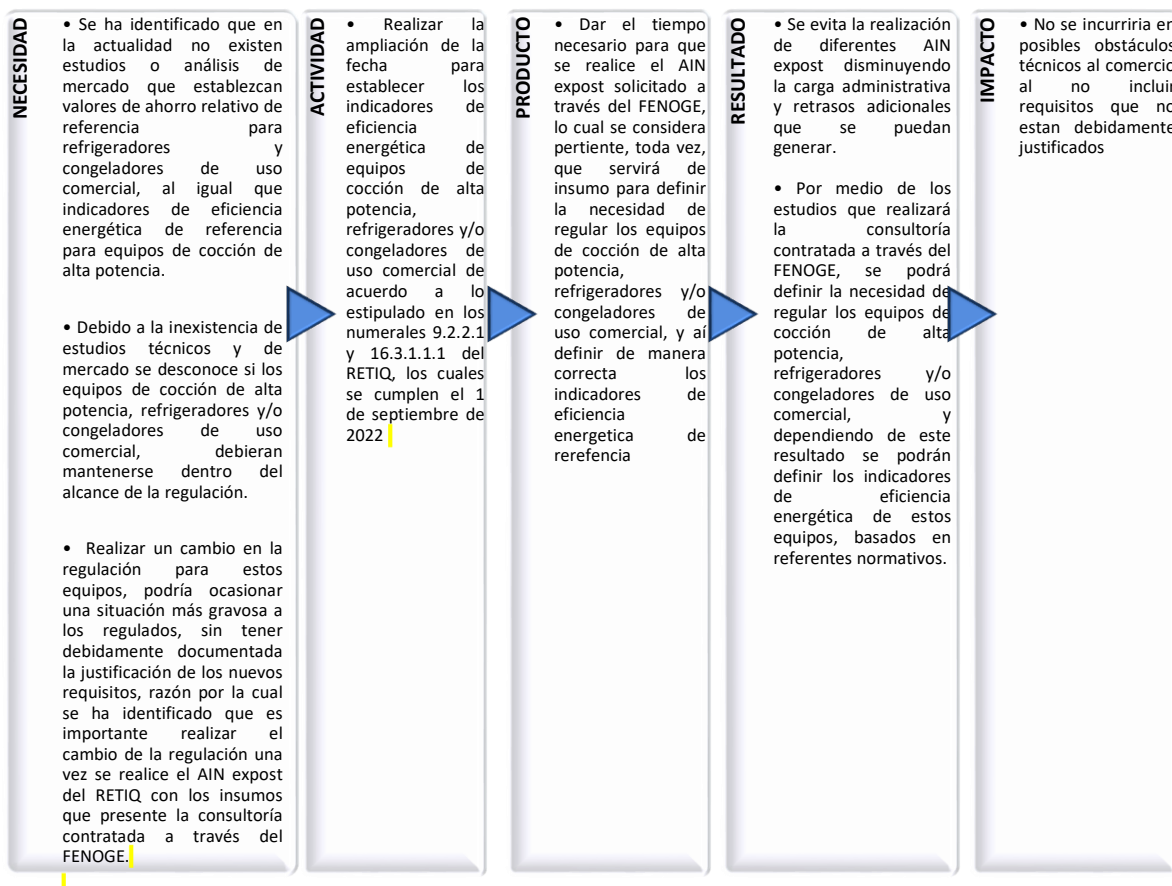 NECESIDAD
• Se ha identificado que en
la actualidad no existen
estudios o análisis de
mercado que establezcan
valores de ahorro relativo de
referencia para
refrigeradores y
congeladores de uso
comercial, al igual que
indicadores de eficiencia
energética de referencia
para equipos de cocción de
alta potencia.
• Debido a la inexistencia de
estudios técnicos y de
mercado se desconoce si los
equipos de cocción de alta
potencia, refrigeradores y/o
congeladores de uso
comercial, debieran
mantenerse dentro del
alcance de la regulación.
• Realizar un cambio en la
regulación para estos
equipos, podría ocasionar
una situación más gravosa a
los regulados, sin tener
debidamente documentada
la justificación de los nuevos
requisitos, razón por la cual
se ha identificado que es
importante realizar el
cambio de la regulación una
vez se realice el AIN expost
del RETIQ con los insumos
que presente la consultoría
contratada a través del
FENOGE.
ACTIVIDAD
• Realizar la
ampliación de la
fecha para
establecer los
indicadores de
eficiencia
energética de
equipos de
cocción de alta
potencia,
refrigeradores y/o
congeladores de
uso comercial de
acuerdo a lo
estipulado en los
numerales 9.2.2.1
y 16.3.1.1.1 del
RETIQ, los cuales
se cumplen el 1
de septiembre de
2022
PRODUCTO
• Dar el tiempo
necesario para que
se realice el AIN
expost solicitado a
través del FENOGE,
lo cual se considera
pertinente, toda vez,
que servirá de
insumo para definir
la necesidad de
regular los equipos
de cocción de alta
potencia,
refrigeradores y/o
congeladores de
uso comercial, y aí
definir de manera
correcta los
indicadores de
eficiencia
energetica de
rerefencia
RESULTADO
• Se evita la realización
de diferentes AIN
expost disminuyendo
la carga administrativa
y retrasos adicionales
que se puedan
generar.
• Por medio de los
estudios que realizará
la consultoría
contratada a través del
FENOGE, se podrá
definir la necesidad de
regular los equipos de
cocción de alta
potencia,
refrigeradores y/o
congeladores de uso
comercial, y
dependiendo de este
resultado se podrán
definir los indicadores
de eficiencia
energética de estos
equipos, basados en
referentes normativos.
IMPACTO
• No se incurriria en
posibles obstáculos
técnicos al comercio
al no incluir
requisitos que no
estan debidamente
justificados